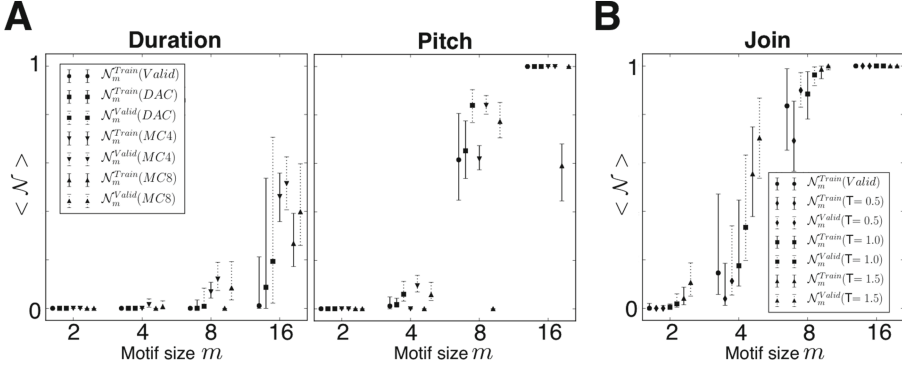 A
B
Duration
Pitch
Join
1
0
< 𝒩 >
𝒩_m^{Train}(Valid)
𝒩_m^{Train}(DAC)
𝒩_m^{Valid}(DAC)
𝒩_m^{Train}(MC4)
𝒩_m^{Valid}(MC4)
𝒩_m^{Train}(MC8)
𝒩_m^{Valid}(MC8)
2 4 8 16
Motif size m
2 4 8 16
Motif size m
1
0
< 𝒩 >
𝒩_m^{Train}(Valid)
𝒩_m^{Train}(T= 0.5)
𝒩_m^{Valid}(T= 0.5)
𝒩_m^{Train}(T= 1.0)
𝒩_m^{Valid}(T= 1.0)
𝒩_m^{Train}(T= 1.5)
𝒩_m^{Valid}(T= 1.5)
2 4 8 16
Motif size m